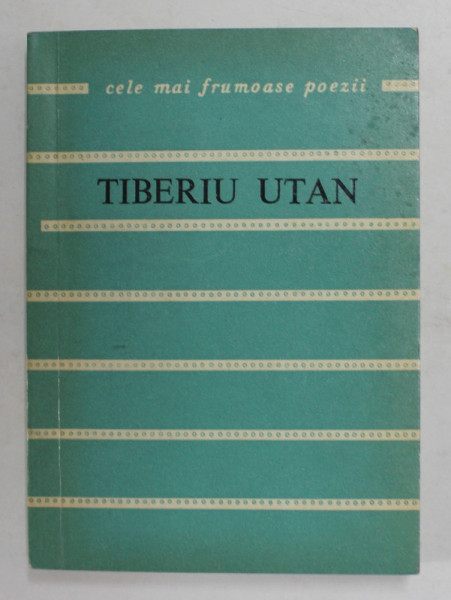 cele mai frumoase poezii
TIBERIU UTAN